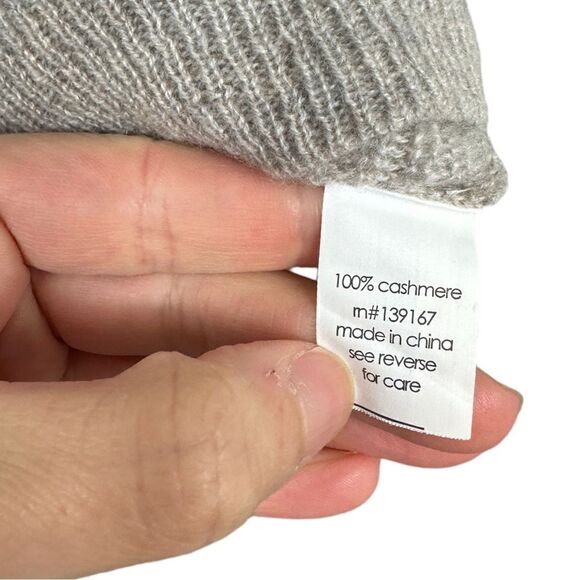 100% cashmere
rn#139167
made in china
see reverse
for care